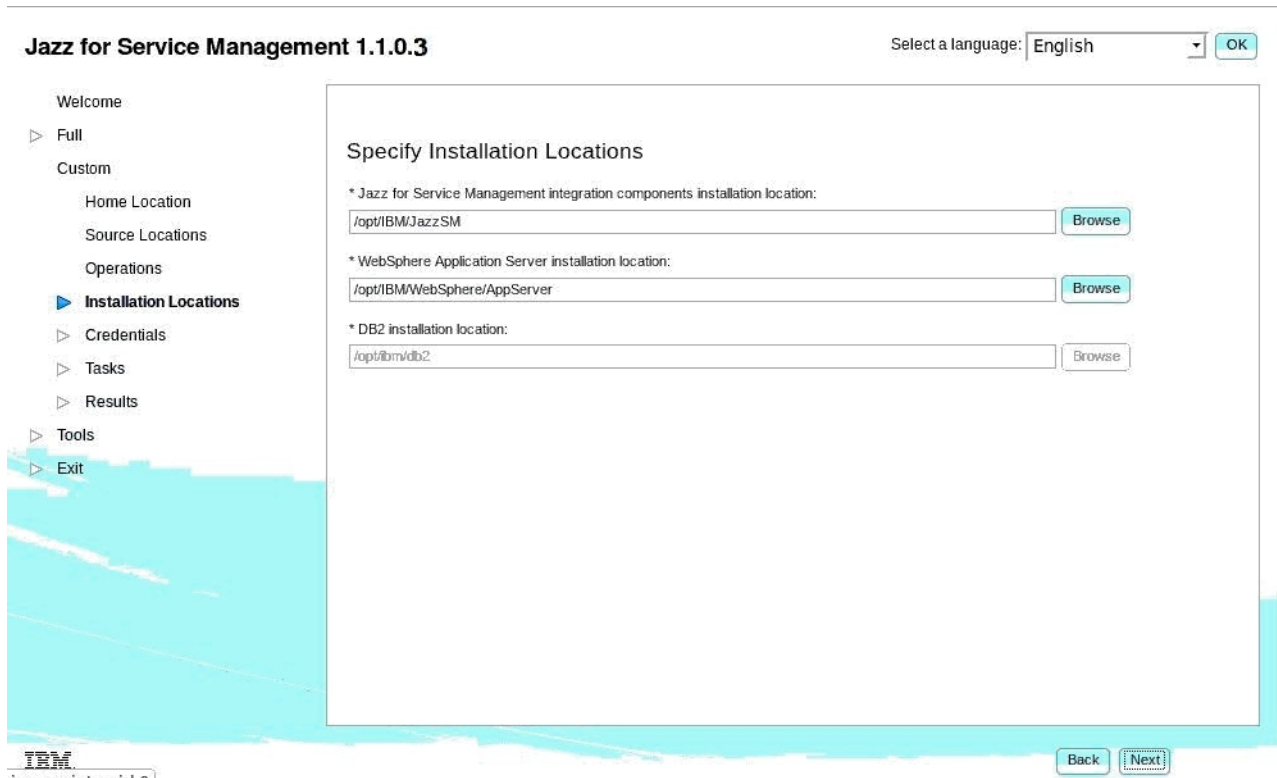 Jazz for Service Management 1.1.0.3
Select a language: English OK
Welcome
Full
Custom
Home Location
Source Locations
Operations
Installation Locations
Credentials
Tasks
Results
Tools
Exit
Specify Installation Locations
* Jazz for Service Management integration components installation location:
/opt/IBM/JazzSM Browse
* WebSphere Application Server installation location:
/opt/IBM/WebSphere/AppServer Browse
* DB2 installation location:
/opt/ibm/db2 Browse
IBM.
Back Next